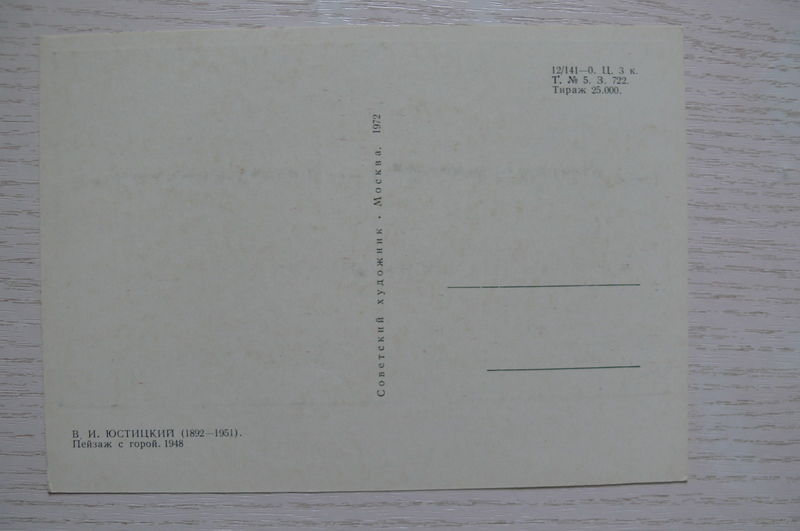 12/141—0. Ц. 3 к.
Т. № 5. З. 722.
Тираж 25.000.
Советский художник . Москва. 1972
В. И. ЮСТИЦКИЙ (1892—1951).
Пейзаж с горой. 1948